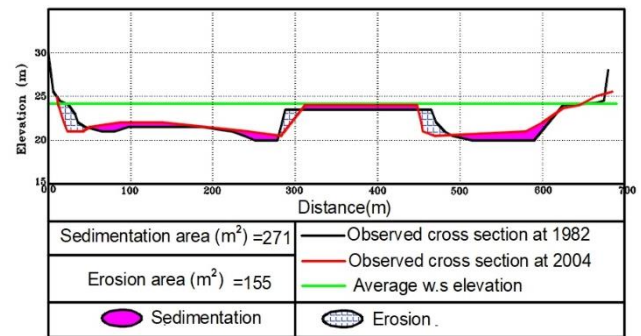 Elevation (m)
30
25
20
15
0.0 100 200 300 400 500 600 700
Distance(m)
Sedimentation area (m²) =271
Erosion area (m²) =155
Observed cross section at 1982
Observed cross section at 2004
Average w.s elevation
Sedimentation
Erosion .